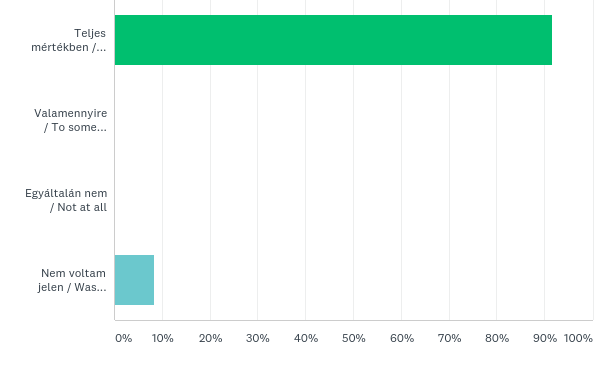 Teljes
mértékben /...
Valamennyire
/ To some...
Egyáltalán nem
/ Not at all
Nem voltam
jelen / Was...
0% 10% 20% 30% 40% 50% 60% 70% 80% 90% 100%